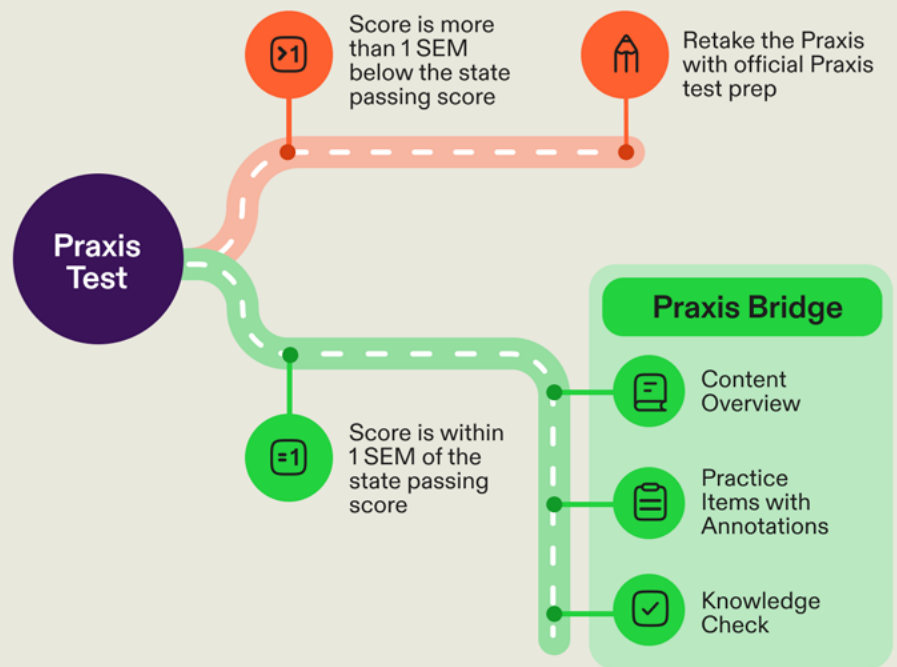 Score is more
than 1 SEM
below the state
passing score
>1
Retake the Praxis
with official Praxis
test prep
Praxis
Test
Praxis Bridge
Content
Overview
=1
Score is within
1 SEM of the
state passing
score
Practice
Items with
Annotations
Knowledge
Check